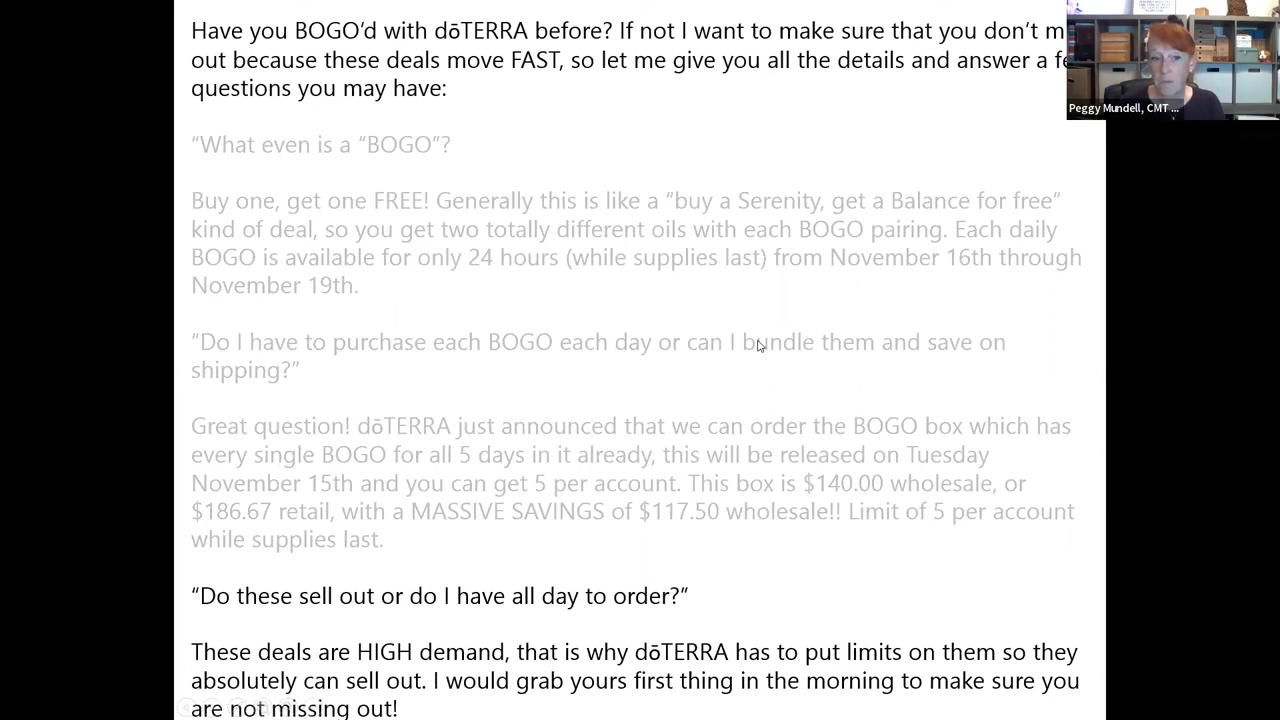 Have you BOGO’d with dōTERRA before? If not I want to make sure that you don’t
out because these deals move FAST, so let me give you all the details and answer a
questions you may have:
“What even is a “BOGO”?
Buy one, get one FREE! Generally this is like a “buy a Serenity, get a Balance for free”
kind of deal, so you get two totally different oils with each BOGO pairing. Each daily
BOGO is available for only 24 hours (while supplies last) from November 16th through
November 19th.
“Do I have to purchase each BOGO each day or can I bundle them and save on
shipping?”
Great question! dōTERRA just announced that we can order the BOGO box which has
every single BOGO for all 5 days in it already, this will be released on Tuesday
November 15th and you can get 5 per account. This box is $140.00 wholesale, or
$186.67 retail, with a MASSIVE SAVINGS of $117.50 wholesale!! Limit of 5 per account
while supplies last.
“Do these sell out or do I have all day to order?”
These deals are HIGH demand, that is why dōTERRA has to put limits on them so they
absolutely can sell out. I would grab yours first thing in the morning to make sure you
are not missing out!
Peggy Mundell, CMT ...